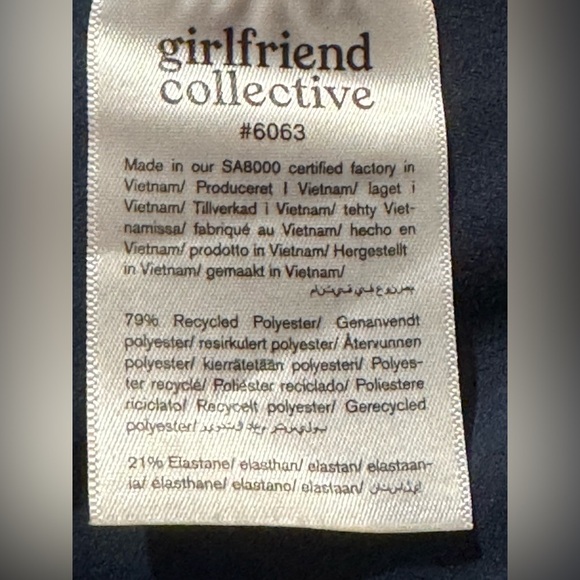 girlfriend
collective
#6063
Made in our SA8000 certified factory in
Vietnam/ Produceret I Vietnam/ laget i
Vietnam/ Tillverkad i Vietnam/ tehty Viet-
namissa/ fabriqué au Vietnam/ hecho en
Vietnam/ prodotto in Vietnam/ Hergestellt
in Vietnam/ gemaakt in Vietnam/
79% Recycled Polyester/ Genanvendt
polyester/ resirkulert polyester/ Återvunnen
polyester/ kierrätetään polyesteri/ Polyes-
ter recyclé/ Poliéster reciclado/ Poliestere
riciclato/ Recycelt polyester/ Gerecycled
polyester/
21% Elastane/ elasthan/ elastan/ elastaan-
ia/ élasthane/ elastano/ elastaan/